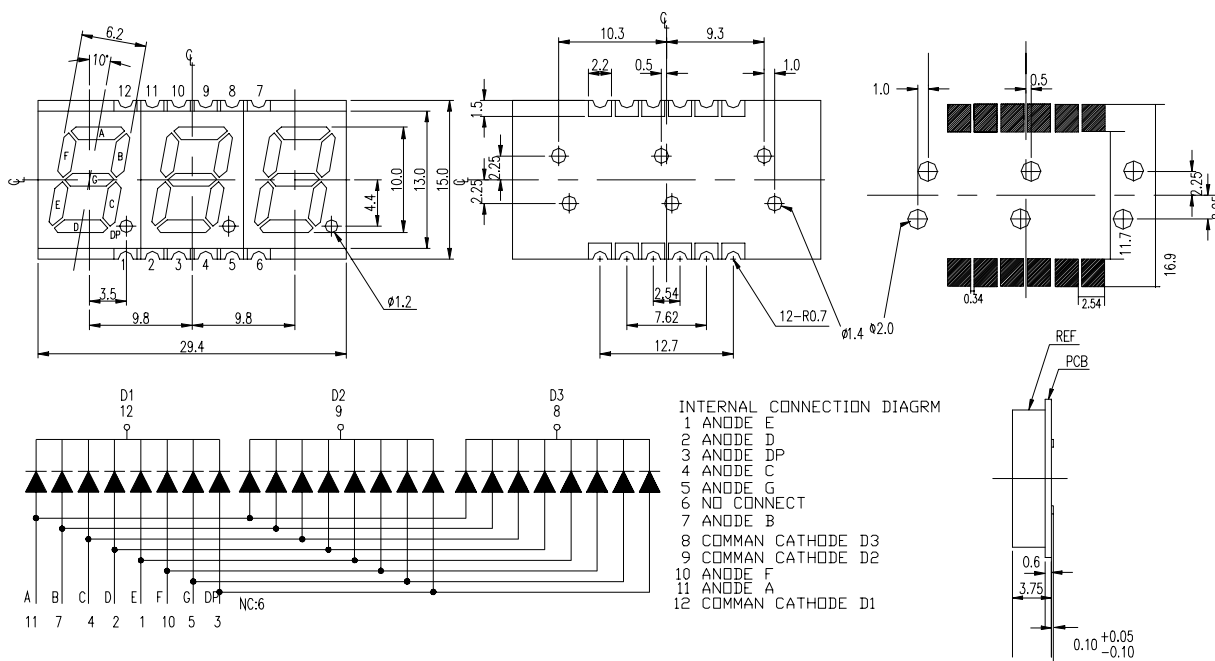 6.2
10°
℄
12 11 10 9 8 7
A
F B
G
E C
D
DP
℄
1 2 3 4 5 6
3.5
9.8 9.8
29.4
4.4
10.0
13.0
15.0
ø1.2
℄
10.3 9.3
2.2 0.5 1.0
1.5
2.25
2.25
℄
2.54
7.62
12.7
12-R0.7
ø1.4
1.0 0.5
2.25
2.25
11.7
16.9
ø2.0
0.34 2.54
REF
PCB
0.6
3.75
0.10 +0.05
-0.10
D1 D2 D3
12 9 8
A B C D E F G DP
NC:6
11 7 4 2 1 10 5 3
INTERNAL CONNECTION DIAGRM
1 ANODE E
2 ANODE D
3 ANODE DP
4 ANODE C
5 ANODE G
6 NO CONNECT
7 ANODE B
8 COMMAN CATHODE D3
9 COMMAN CATHODE D2
10 ANODE F
11 ANODE A
12 COMMAN CATHODE D1